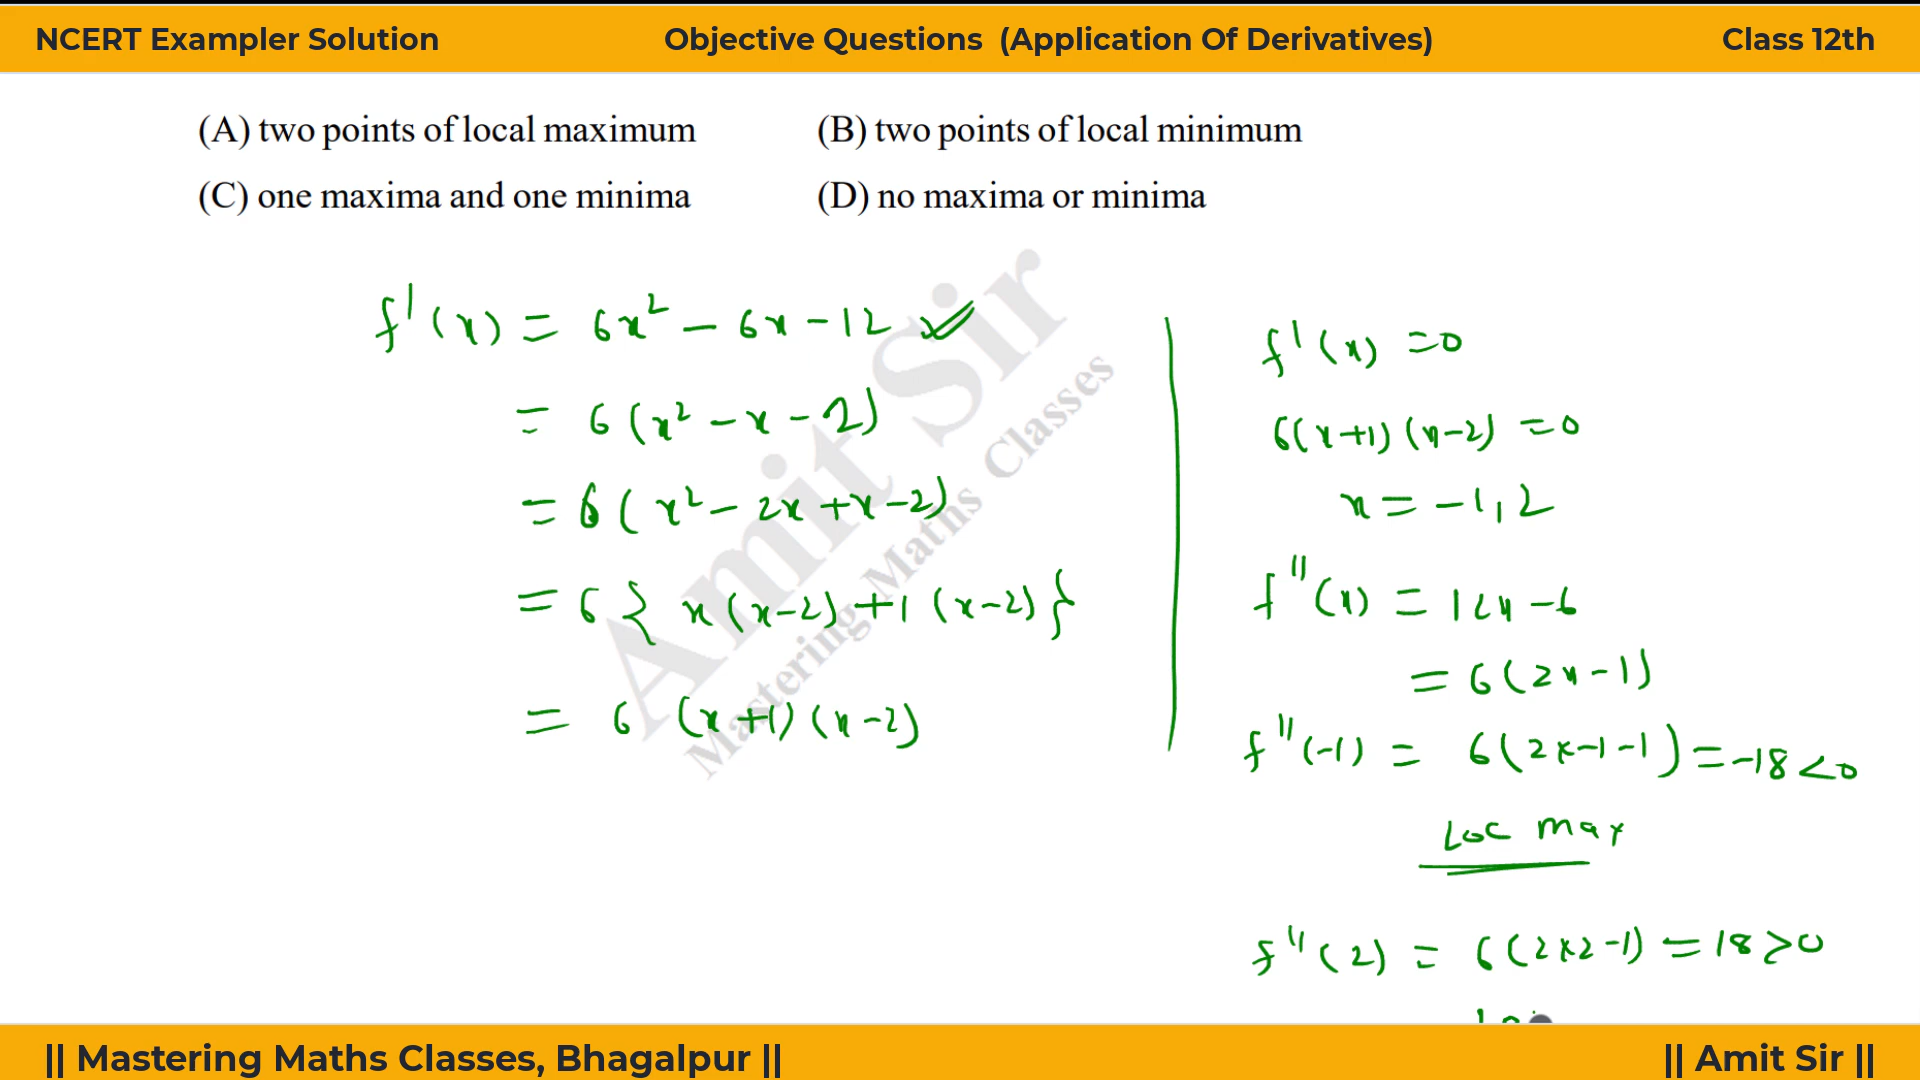 NCERT Exampler Solution Objective Questions (Application Of Derivatives) Class 12th
(A) two points of local maximum (B) two points of local minimum
(C) one maxima and one minima (D) no maxima or minima
f'(x) = 6x² - 6x - 12 ✓
= 6(x² - x - 2)
= 6(x² - 2x + x - 2)
= 6{x(x-2)+1(x-2)}
= 6 (x+1)(x-2)
f'(x) = 0
6(x+1)(x-2) = 0
x = -1, 2
f''(x) = 12x - 6
= 6(2x-1)
f''(-1) = 6(2×-1-1) = -18 < 0
Loc max
f''(2) = 6(2×2-1) = 18 > 0
Amit Sir
Mastering Maths Classes
|| Mastering Maths Classes, Bhagalpur || || Amit Sir ||